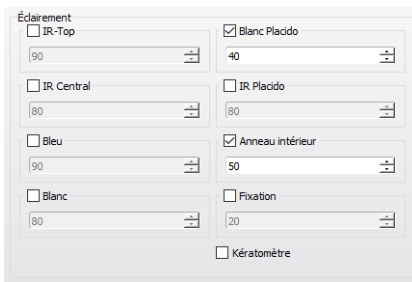 Éclairement
IR-Top
Blanc Placido
90
40
IR Central
IR Placido
80
80
Bleu
Anneau intérieur
90
50
Blanc
Fixation
80
20
Kératomètre